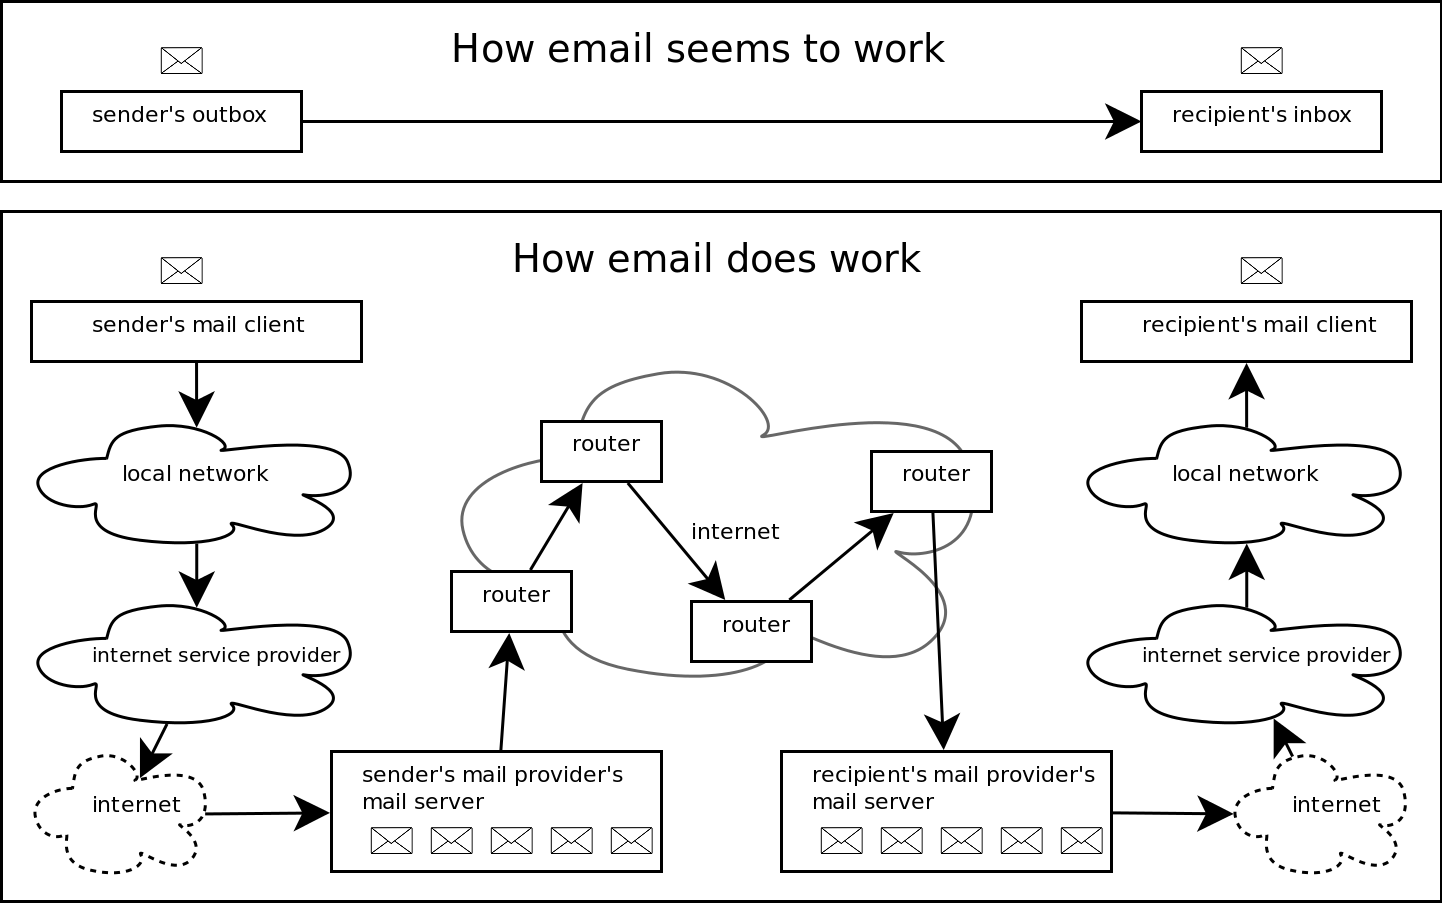 How email seems to work
sender's outbox
recipient's inbox
How email does work
sender's mail client
recipient's mail client
local network
router
router
local network
internet
router
router
internet service provider
internet service provider
internet
sender's mail provider's
mail server
recipient's mail provider's
mail server
internet